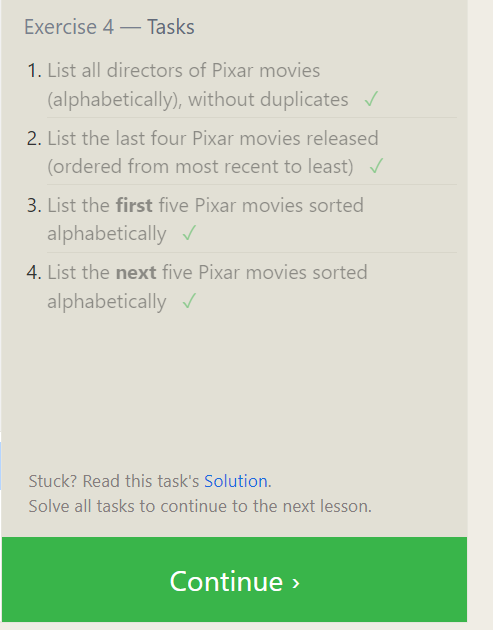 Exercise 4 — Tasks
1. List all directors of Pixar movies
(alphabetically), without duplicates ✓
2. List the last four Pixar movies released
(ordered from most recent to least) ✓
3. List the first five Pixar movies sorted
alphabetically ✓
4. List the next five Pixar movies sorted
alphabetically ✓
Stuck? Read this task's Solution.
Solve all tasks to continue to the next lesson.
Continue ›